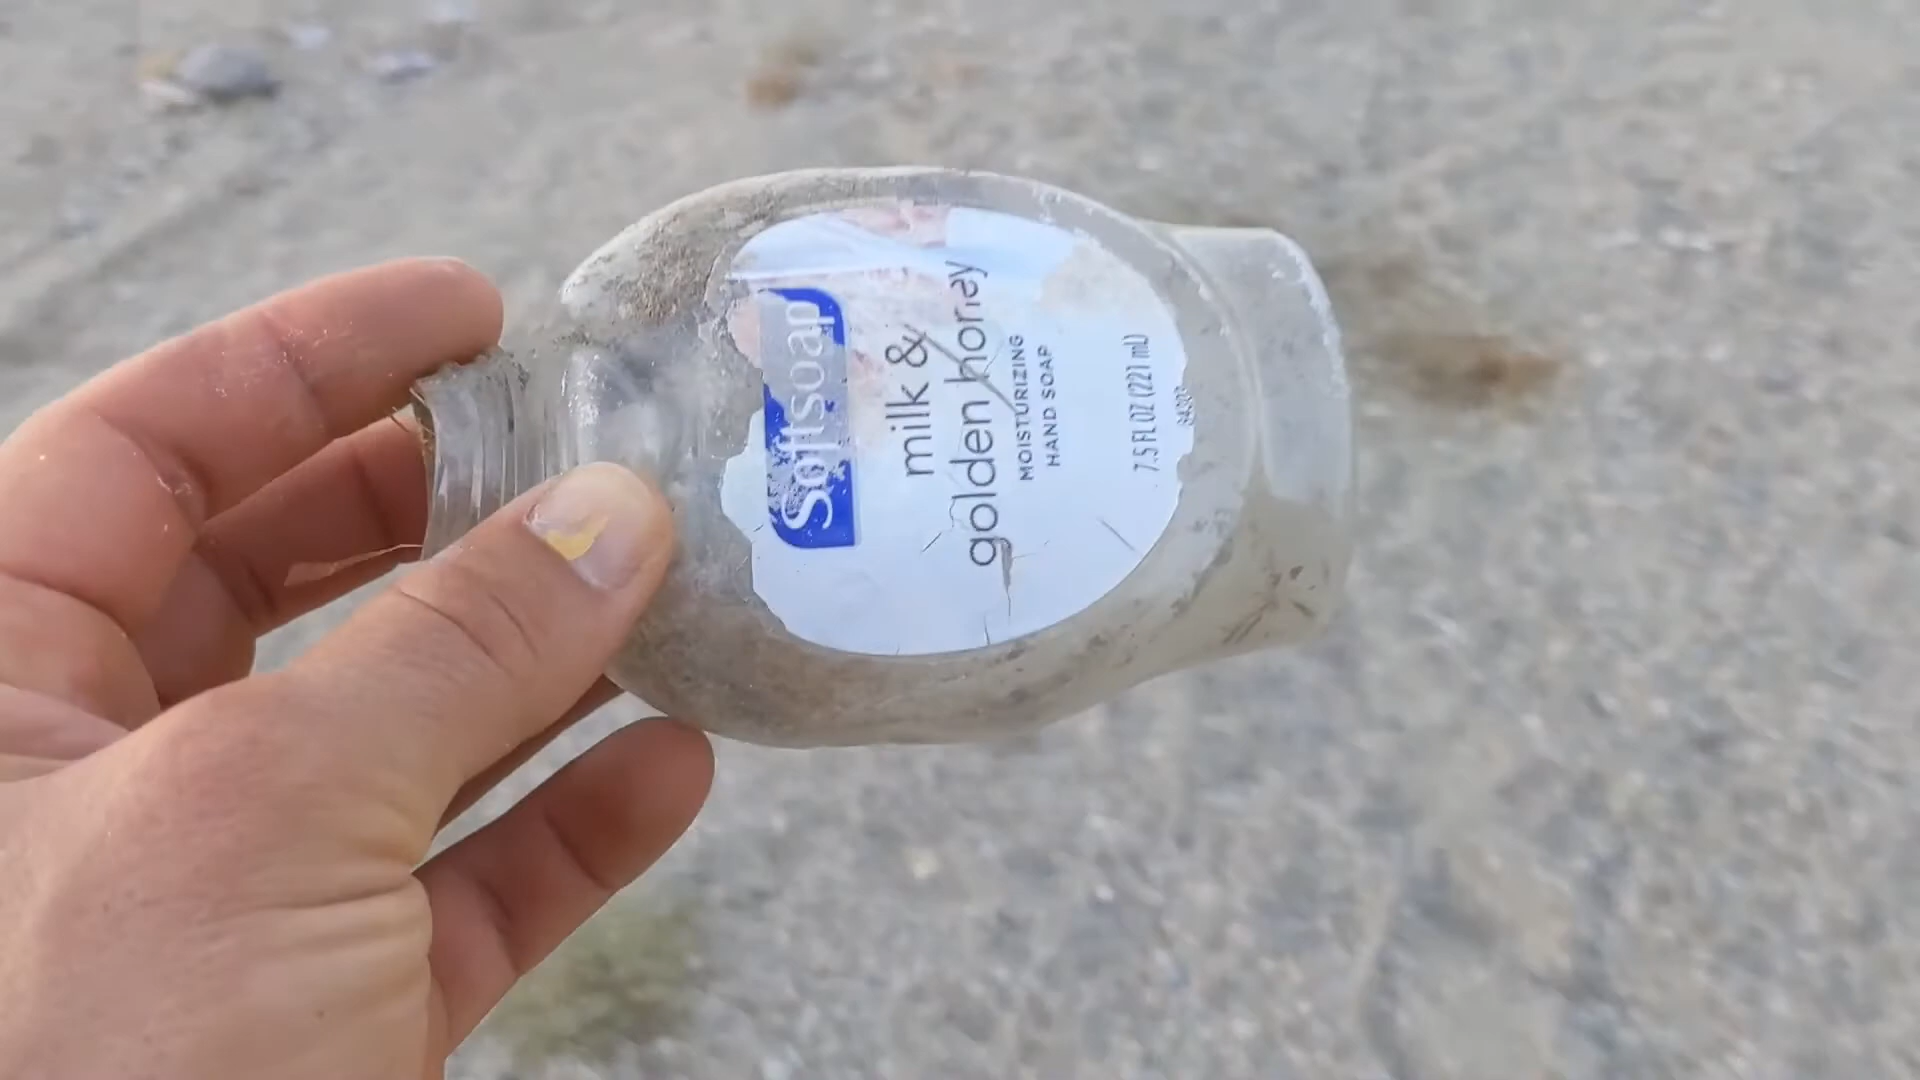 Softsoap
milk &
golden honey
MOISTURIZING
HAND SOAP
7.5 FL OZ (221 mL)